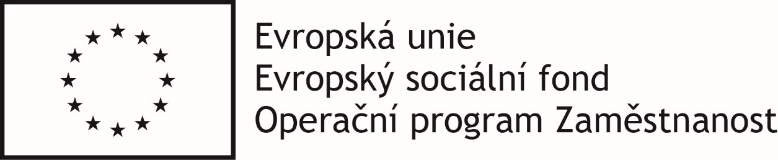 Evropská unie
Evropský sociální fond
Operační program Zaměstnanost